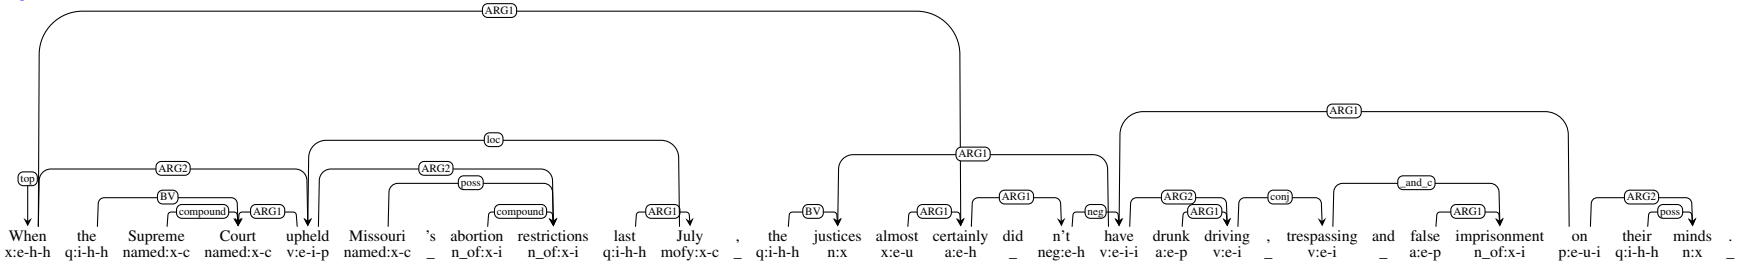 ARG1
ARG1
loc
ARG1
ARG2 ARG2
top poss _and_c
BV ARG1 ARG2 conj ARG2
compound ARG1 compound ARG1 BV ARG1 neg ARG1 ARG1 poss
When the Supreme Court upheld Missouri 's abortion restrictions last July , the justices almost certainly did n't have drunk driving , trespassing and false imprisonment on their minds .
x:e-h-h q:i-h-h named:x-c named:x-c v:e-i-p named:x-c _ n_of:x-i n_of:x-i q:i-h-h mofy:x-c _ q:i-h-h n:x x:e-u a:e-h _ neg:e-h v:e-i-i a:e-p v:e-i _ v:e-i _ a:e-p n_of:x-i p:e-u-i q:i-h-h n:x _